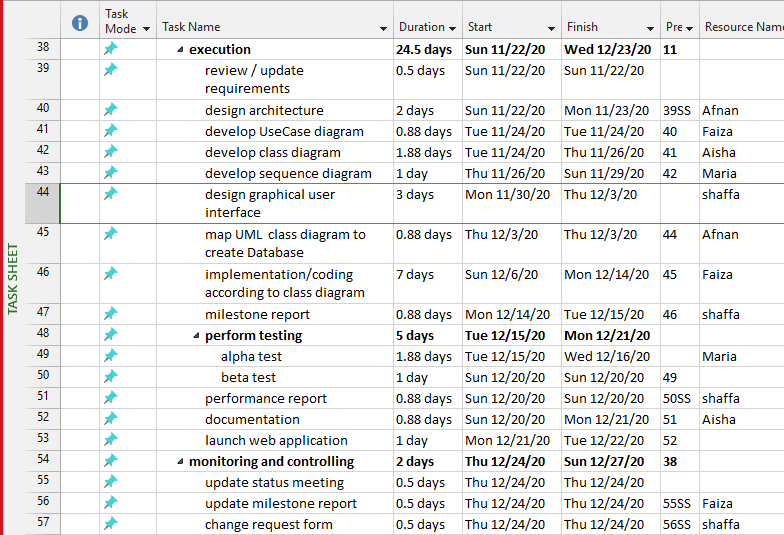 Task Mode Task Name Duration Start Finish Pre Resource Nam
38 execution 24.5 days Sun 11/22/20 Wed 12/23/20 11
39 review / update requirements 0.5 days Sun 11/22/20 Sun 11/22/20
40 design architecture 2 days Sun 11/22/20 Mon 11/23/20 39SS Afnan
41 develop UseCase diagram 0.88 days Tue 11/24/20 Tue 11/24/20 40 Faiza
42 develop class diagram 1.88 days Tue 11/24/20 Thu 11/26/20 41 Aisha
43 develop sequence diagram 1 day Thu 11/26/20 Sun 11/29/20 42 Maria
44 design graphical user interface 3 days Mon 11/30/20 Thu 12/3/20 shaffa
45 map UML class diagram to create Database 0.88 days Thu 12/3/20 Thu 12/3/20 44 Afnan
46 implementation/coding according to class diagram 7 days Sun 12/6/20 Mon 12/14/20 45 Faiza
47 milestone report 0.88 days Mon 12/14/20 Tue 12/15/20 46 shaffa
48 perform testing 5 days Tue 12/15/20 Mon 12/21/20
49 alpha test 1.88 days Tue 12/15/20 Wed 12/16/20 Maria
50 beta test 1 day Sun 12/20/20 Sun 12/20/20 49
51 performance report 0.88 days Sun 12/20/20 Sun 12/20/20 50SS shaffa
52 documentation 0.88 days Sun 12/20/20 Mon 12/21/20 51 Aisha
53 launch web application 1 day Mon 12/21/20 Tue 12/22/20 52
54 monitoring and controlling 2 days Thu 12/24/20 Sun 12/27/20 38
55 update status meeting 0.5 days Thu 12/24/20 Thu 12/24/20
56 update milestone report 0.5 days Thu 12/24/20 Thu 12/24/20 55SS Faiza
57 change request form 0.5 days Thu 12/24/20 Thu 12/24/20 56SS shaffa
TASK SHEET